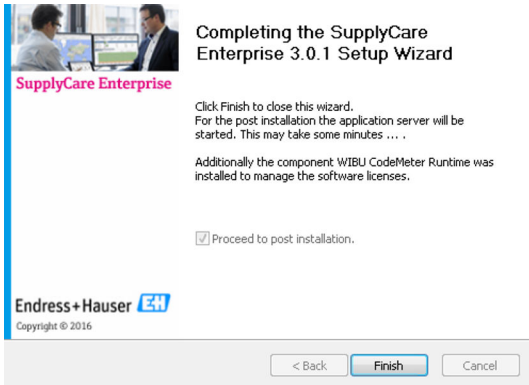 Completing the SupplyCare
Enterprise 3.0.1 Setup Wizard
SupplyCare Enterprise
Click Finish to close this wizard.
For the post installation the application server will be
started. This may take some minutes ... .
Additionally the component WIBU CodeMeter Runtime was
installed to manage the software licenses.
Proceed to post installation.
Endress+Hauser EH
Copyright © 2016
< Back
Finish
Cancel